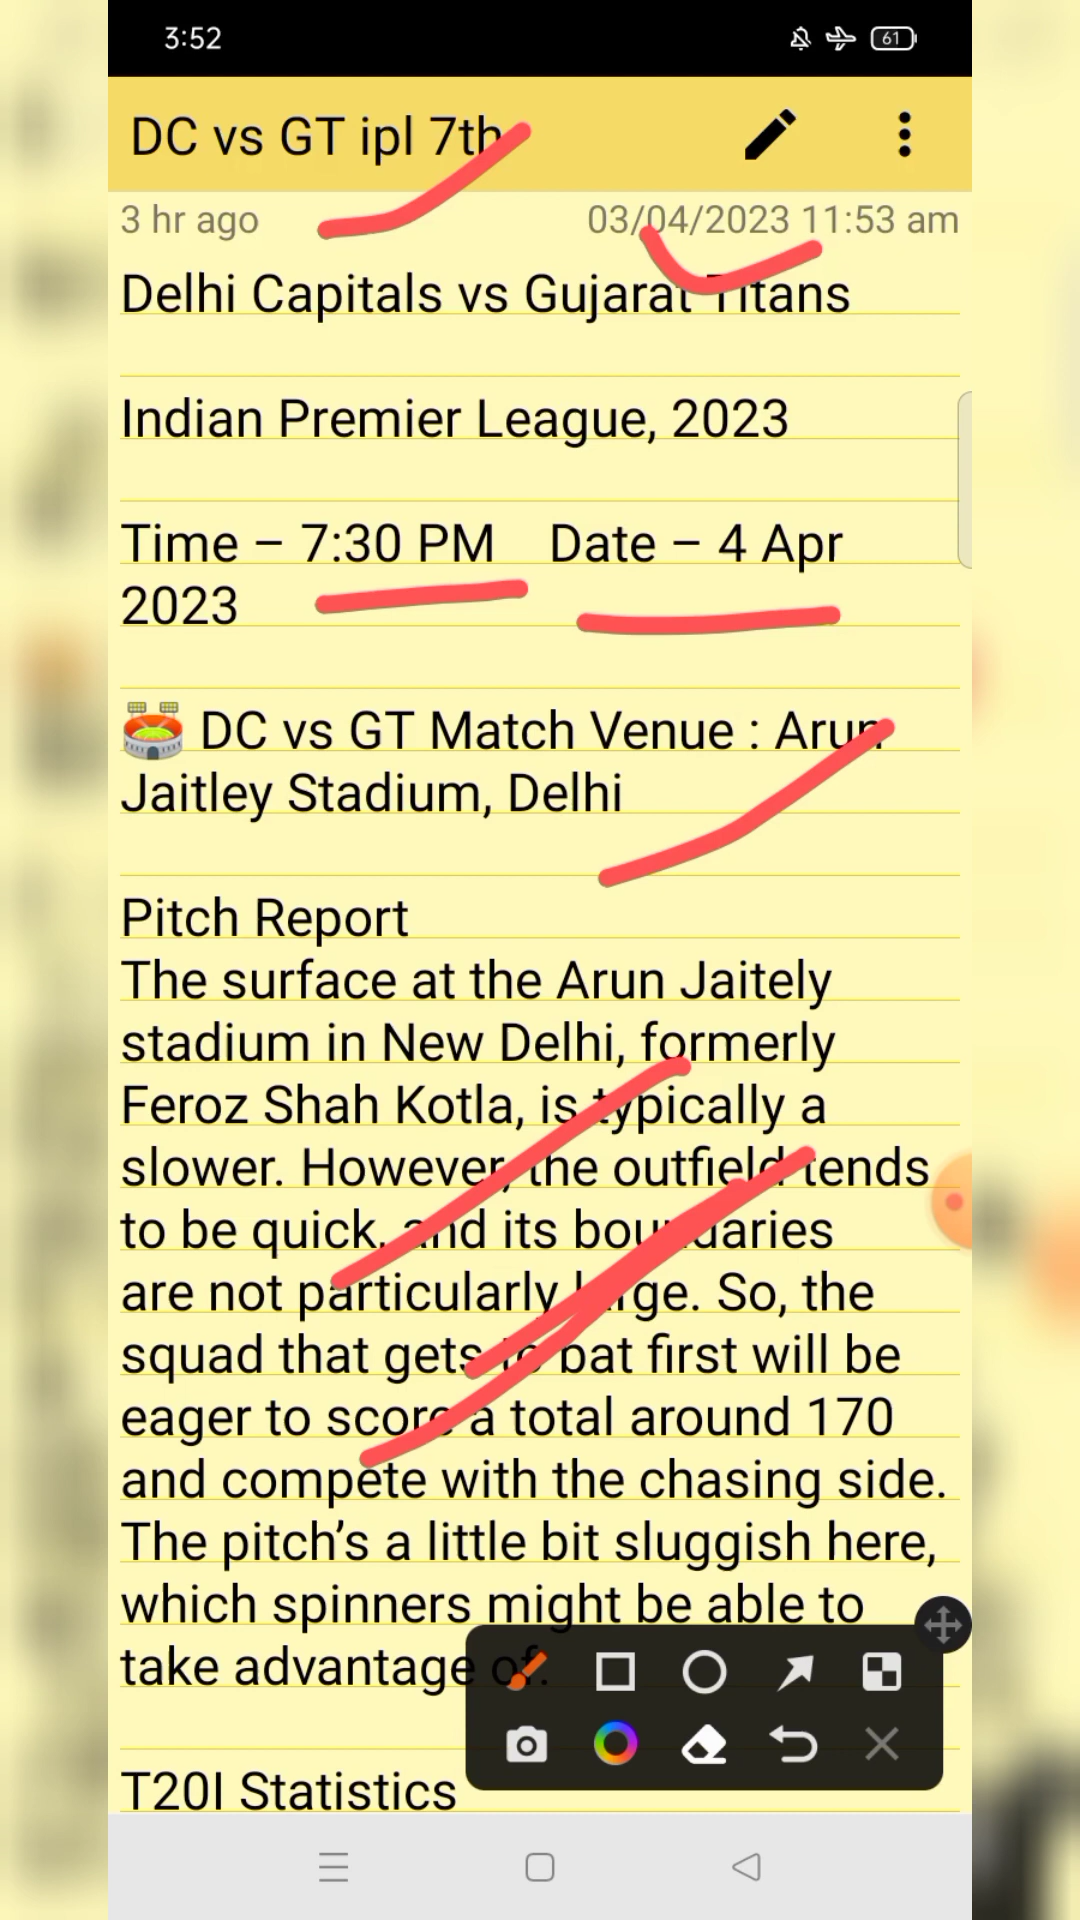 3:52
61
DC vs GT ipl 7th
3 hr ago 03/04/2023 11:53 am
Delhi Capitals vs Gujarat Titans
Indian Premier League, 2023
Time – 7:30 PM Date – 4 Apr
2023
🏟️ DC vs GT Match Venue : Arun
Jaitley Stadium, Delhi
Pitch Report
The surface at the Arun Jaitely
stadium in New Delhi, formerly
Feroz Shah Kotla, is typically a
slower. However, the outfield tends
to be quick, and its boundaries
are not particularly large. So, the
squad that gets to bat first will be
eager to score a total around 170
and compete with the chasing side.
The pitch’s a little bit sluggish here,
which spinners might be able to
take advantage of.
T20I Statistics